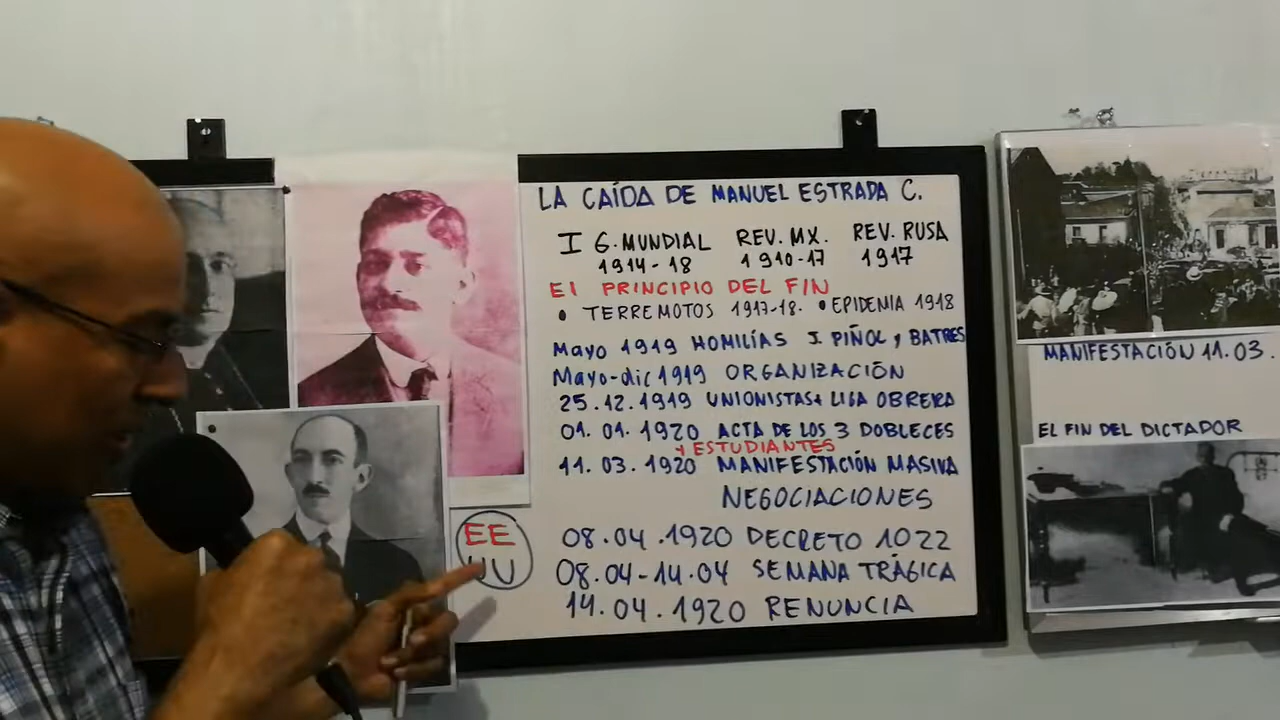 LA CAÍDA DE MANUEL ESTRADA C.
I G. MUNDIAL REV. MX. REV. RUSA
1914-18 1910-17 1917
El PRINCIPIO DEL FIN
• TERREMOTOS 1917-18. • EPIDEMIA 1918
Mayo 1919 HOMILÍAS J. PIÑOL y BATRES
Mayo-dic 1919 ORGANIZACIÓN
25.12.1919 UNIONISTAS+ LIGA OBRERA
01.01.1920 ACTA DE LOS 3 DOBLECES
y ESTUDIANTES
11.03.1920 MANIFESTACIÓN MASIVA
NEGOCIACIONES
08.04.1920 DECRETO 1022
08.04-14.04 SEMANA TRÁGICA
14.04.1920 RENUNCIA
EE
UU
MANIFESTACIÓN 11.03.
EL FIN DEL DICTADOR